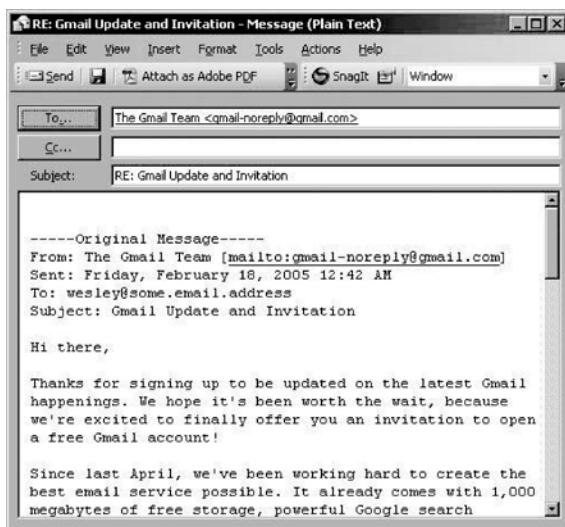 RE: Gmail Update and Invitation - Message (Plain Text)
File Edit View Insert Format Tools Actions Help
Send Attach as Adobe PDF SnagIt Window
To... The Gmail Team <gmail-noreply@gmail.com>
Cc...
Subject: RE: Gmail Update and Invitation
-----Original Message-----
From: The Gmail Team [mailto:gmail-noreply@gmail.com]
Sent: Friday, February 18, 2005 12:42 AM
To: wesley@some.email.address
Subject: Gmail Update and Invitation
Hi there,
Thanks for signing up to be updated on the latest Gmail
happenings. We hope it's been worth the wait, because
we're excited to finally offer you an invitation to open
a free Gmail account!
Since last April, we've been working hard to create the
best email service possible. It already comes with 1,000
megabytes of free storage, powerful Google search